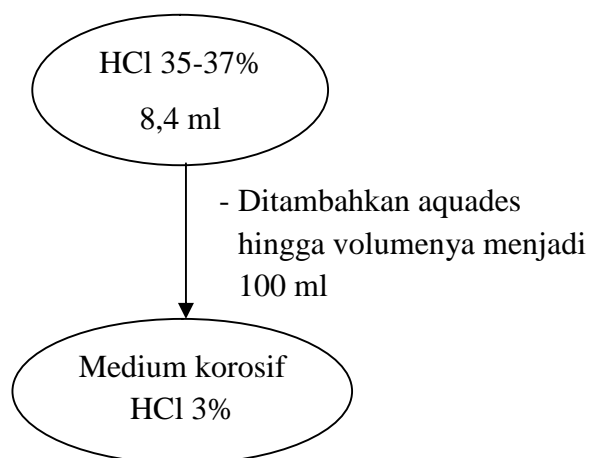 HCl 35-37%
8,4 ml
- Ditambahkan aquades
hingga volumenya menjadi
100 ml
Medium korosif
HCl 3%